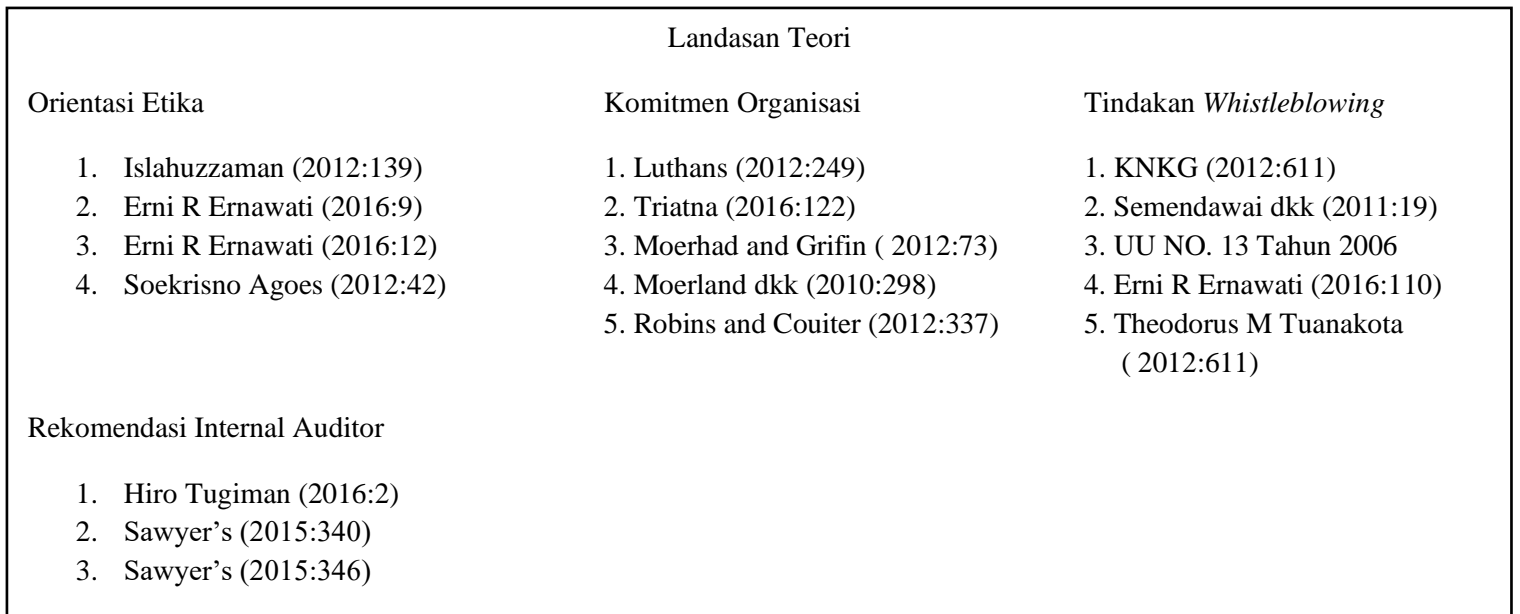 Landasan Teori
Orientasi Etika
1. Islahuzzaman (2012:139)
2. Erni R Ernawati (2016:9)
3. Erni R Ernawati (2016:12)
4. Soekrisno Agoes (2012:42)
Komitmen Organisasi
1. Luthans (2012:249)
2. Triatna (2016:122)
3. Moerhad and Grifin ( 2012:73)
4. Moerland dkk (2010:298)
5. Robins and Couiter (2012:337)
Tindakan Whistleblowing
1. KNKG (2012:611)
2. Semendawai dkk (2011:19)
3. UU NO. 13 Tahun 2006
4. Erni R Ernawati (2016:110)
5. Theodorus M Tuanakota
( 2012:611)
Rekomendasi Internal Auditor
1. Hiro Tugiman (2016:2)
2. Sawyer’s (2015:340)
3. Sawyer’s (2015:346)